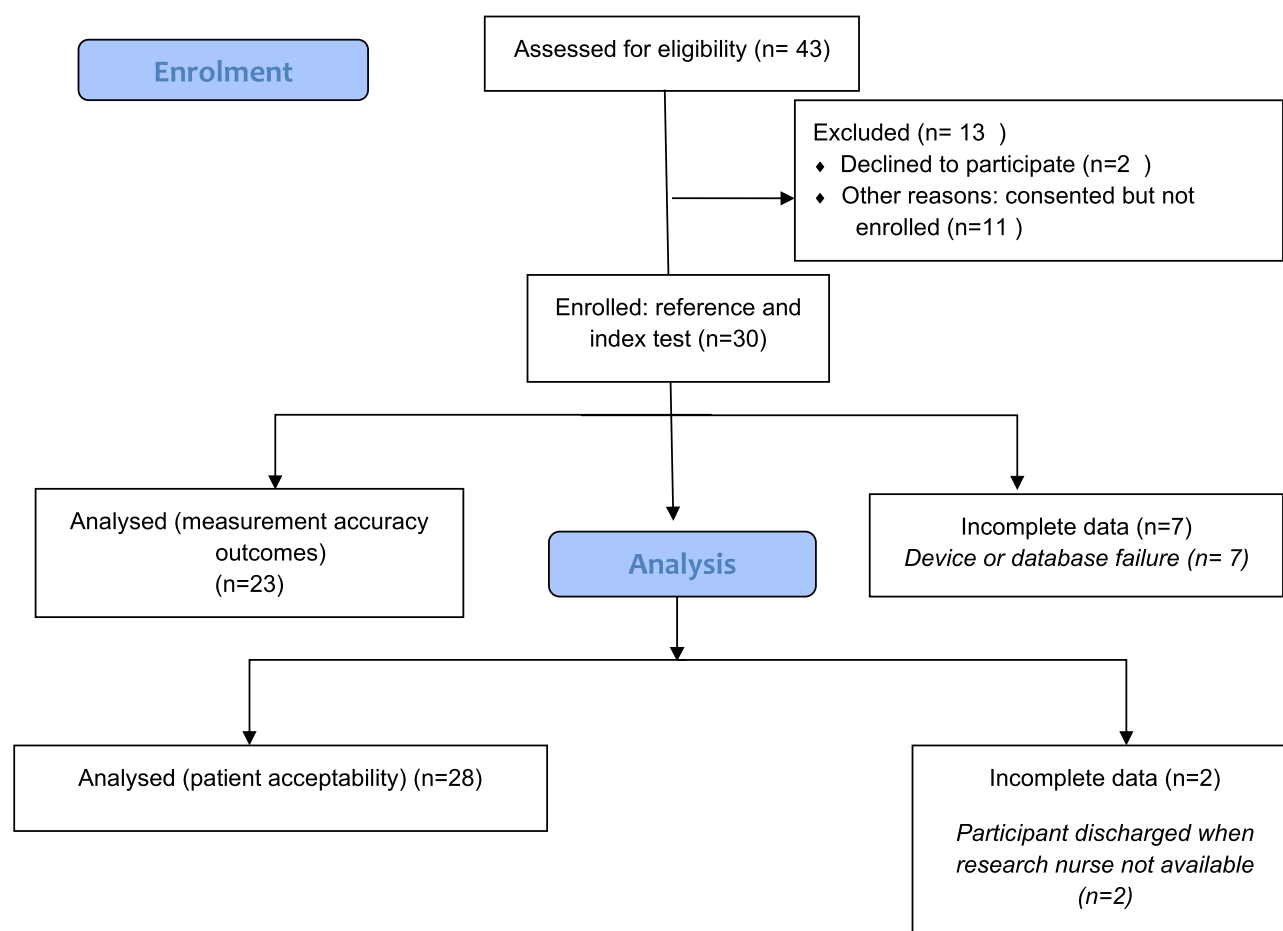 Enrolment
Assessed for eligibility (n= 43)
Excluded (n= 13  )
♦ Declined to participate (n=2  )
♦ Other reasons: consented but not
enrolled (n=11 )
Enrolled: reference and
index test (n=30)
Analysed (measurement accuracy
outcomes)
(n=23)
Analysis
Incomplete data (n=7)
Device or database failure (n= 7)
Analysed (patient acceptability) (n=28)
Incomplete data (n=2)
Participant discharged when
research nurse not available
(n=2)